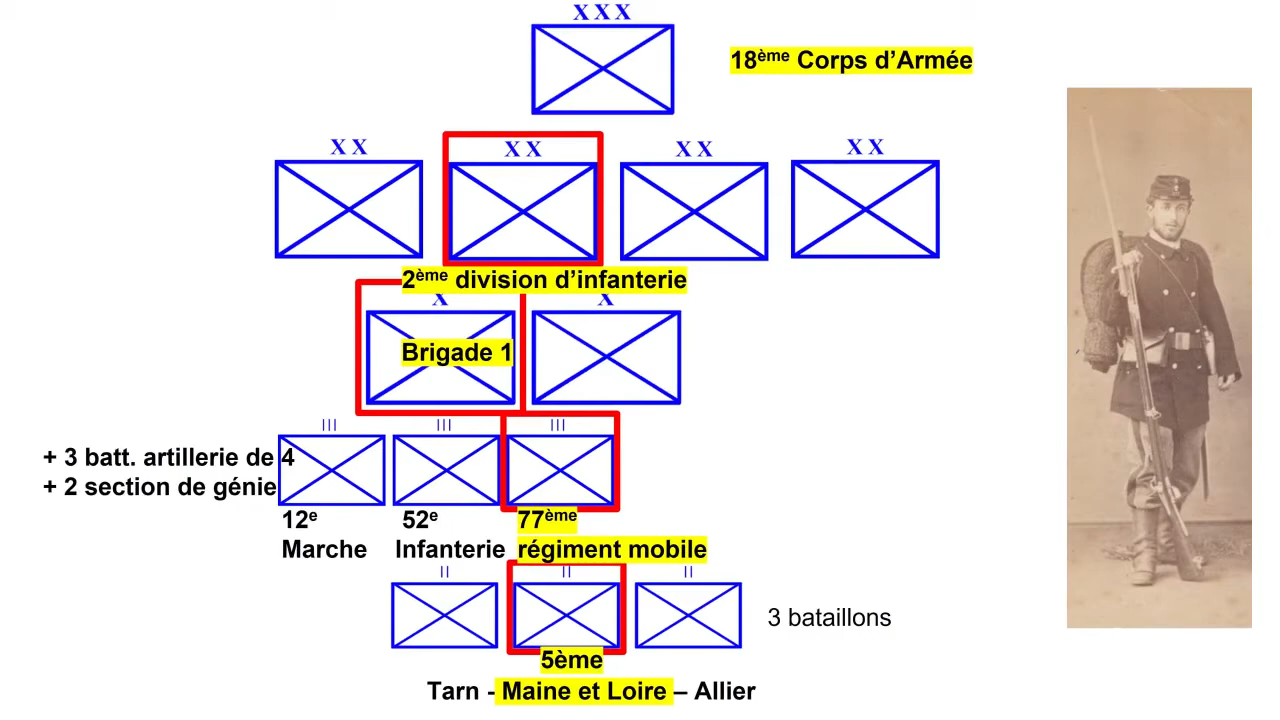 XXX
18ème Corps d’Armée
XX XX XX XX
2ème division d’infanterie
X X
Brigade 1
III III III
+ 3 batt. artillerie de 4
+ 2 section de génie
12e 52e 77ème
Marche Infanterie régiment mobile
II II II
3 bataillons
5ème
Tarn - Maine et Loire – Allier